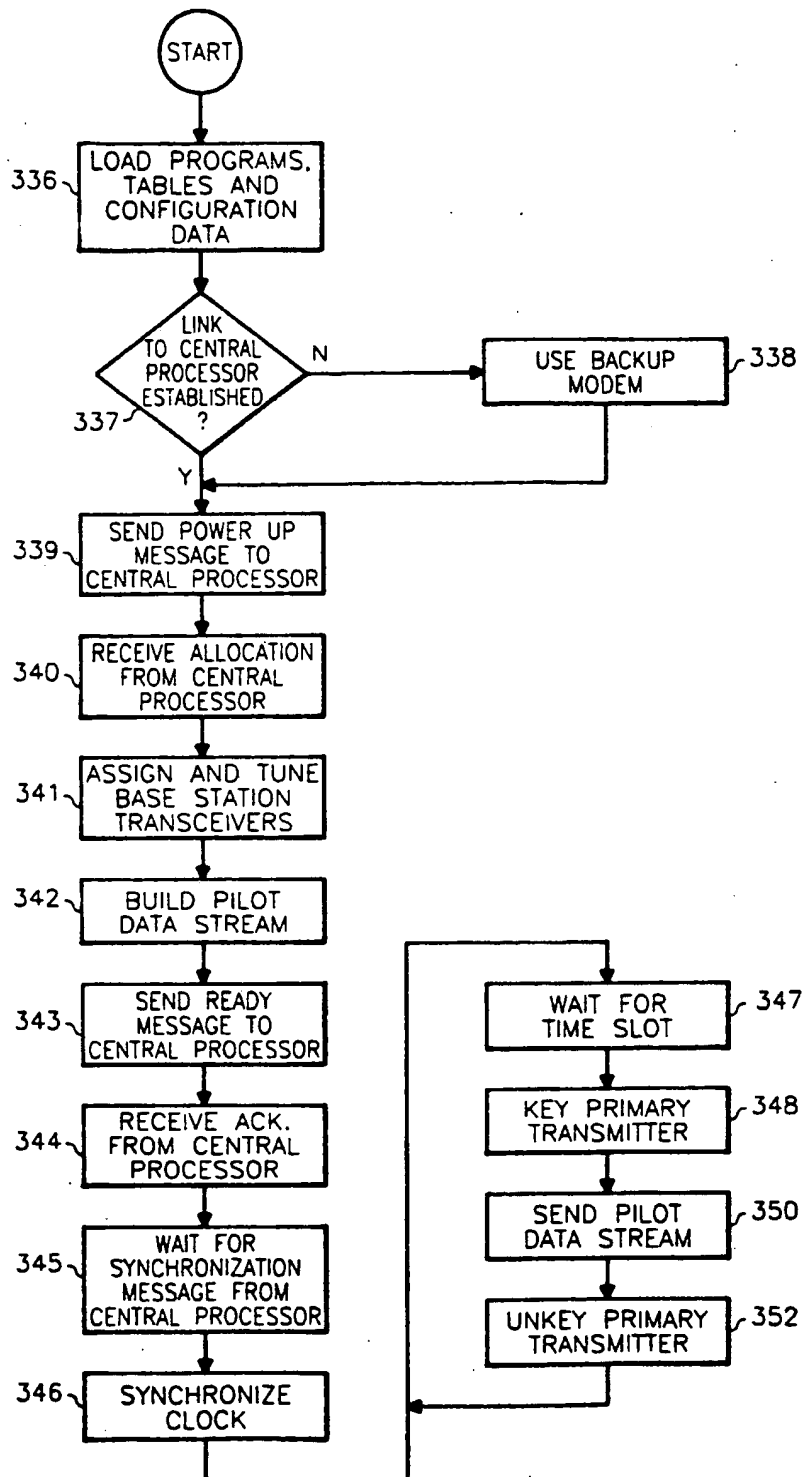 START
336
LOAD PROGRAMS,
TABLES AND
CONFIGURATION
DATA
LINK
TO CENTRAL
PROCESSOR
ESTABLISHED
?
337
N
Y
USE BACKUP
MODEM
338
339
SEND POWER UP
MESSAGE TO
CENTRAL PROCESSOR
340
RECEIVE ALLOCATION
FROM CENTRAL
PROCESSOR
341
ASSIGN AND TUNE
BASE STATION
TRANSCEIVERS
342
BUILD PILOT
DATA STREAM
343
SEND READY
MESSAGE TO
CENTRAL PROCESSOR
344
RECEIVE ACK.
FROM CENTRAL
PROCESSOR
345
WAIT FOR
SYNCHRONIZATION
MESSAGE FROM
CENTRAL PROCESSOR
346
SYNCHRONIZE
CLOCK
WAIT FOR
TIME SLOT
347
KEY PRIMARY
TRANSMITTER
348
SEND PILOT
DATA STREAM
350
UNKEY PRIMARY
TRANSMITTER
352